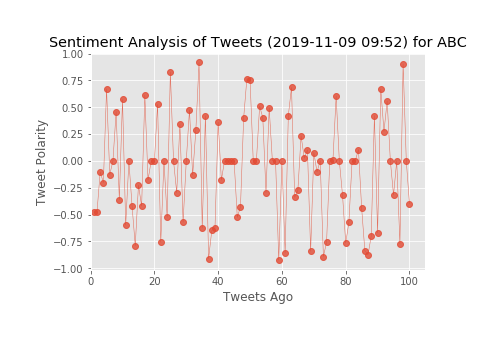 Sentiment Analysis of Tweets (2019-11-09 09:52) for ABC
1.00
0.75
0.50
0.25
0.00
−0.25
−0.50
−0.75
−1.00
Tweet Polarity
0 20 40 60 80 100
Tweets Ago